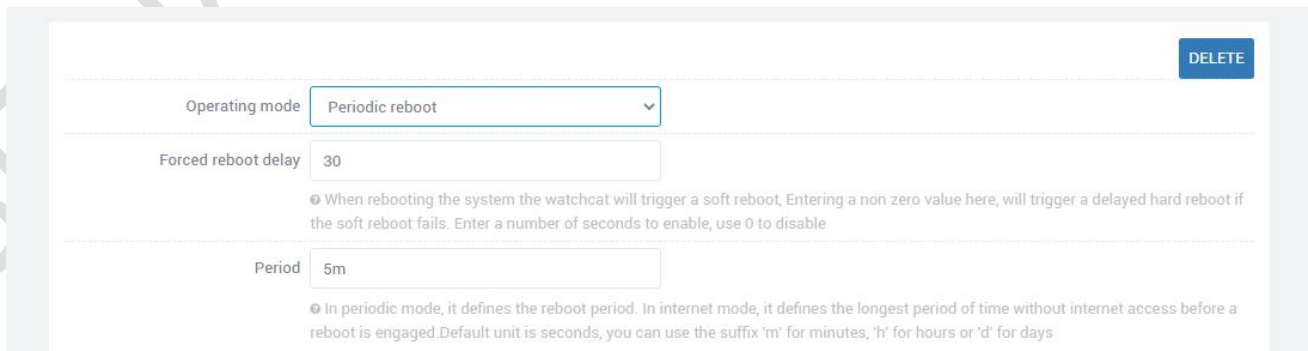 DELETE
Operating mode Periodic reboot
Forced reboot delay 30
When rebooting the system the watchcat will trigger a soft reboot, Entering a non zero value here, will trigger a delayed hard reboot if
the soft reboot fails. Enter a number of seconds to enable, use 0 to disable
Period 5m
In periodic mode, it defines the reboot period. In internet mode, it defines the longest period of time without internet access before a
reboot is engaged.Default unit is seconds, you can use the suffix 'm' for minutes, 'h' for hours or 'd' for days